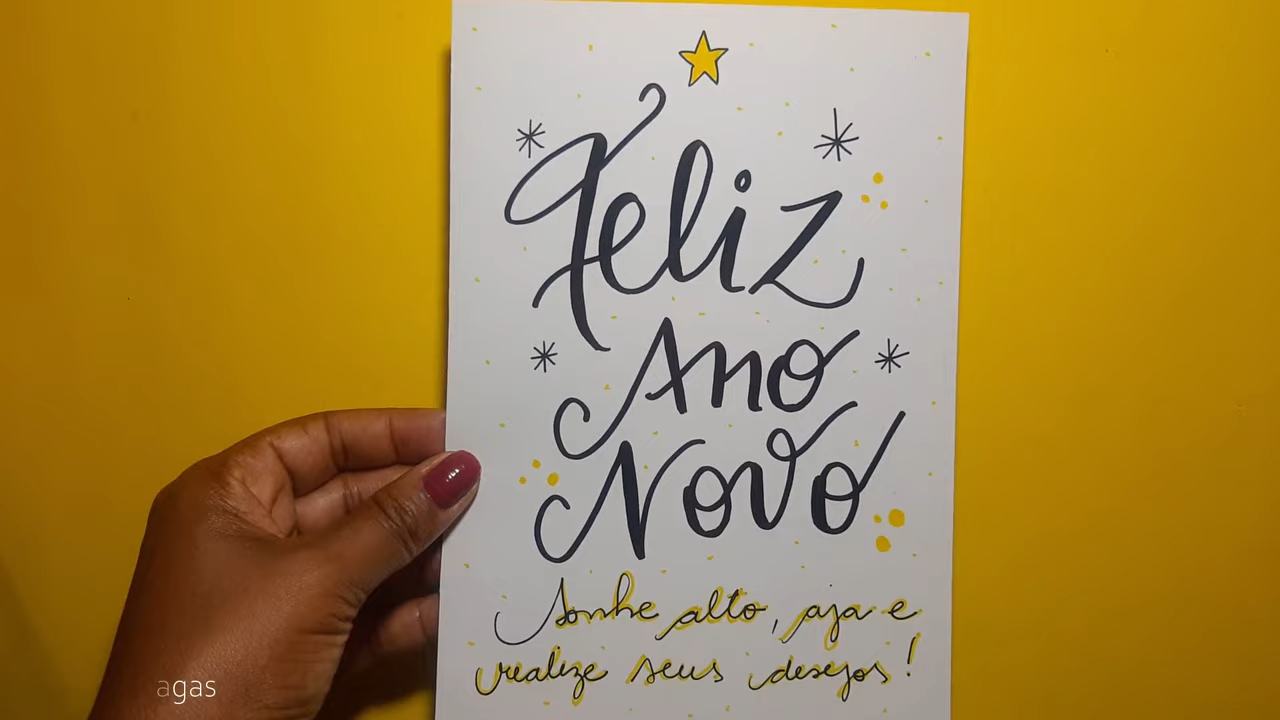 Feliz
Ano
Novo
Sonhe alto, aja e
realize seus desejos!
agas